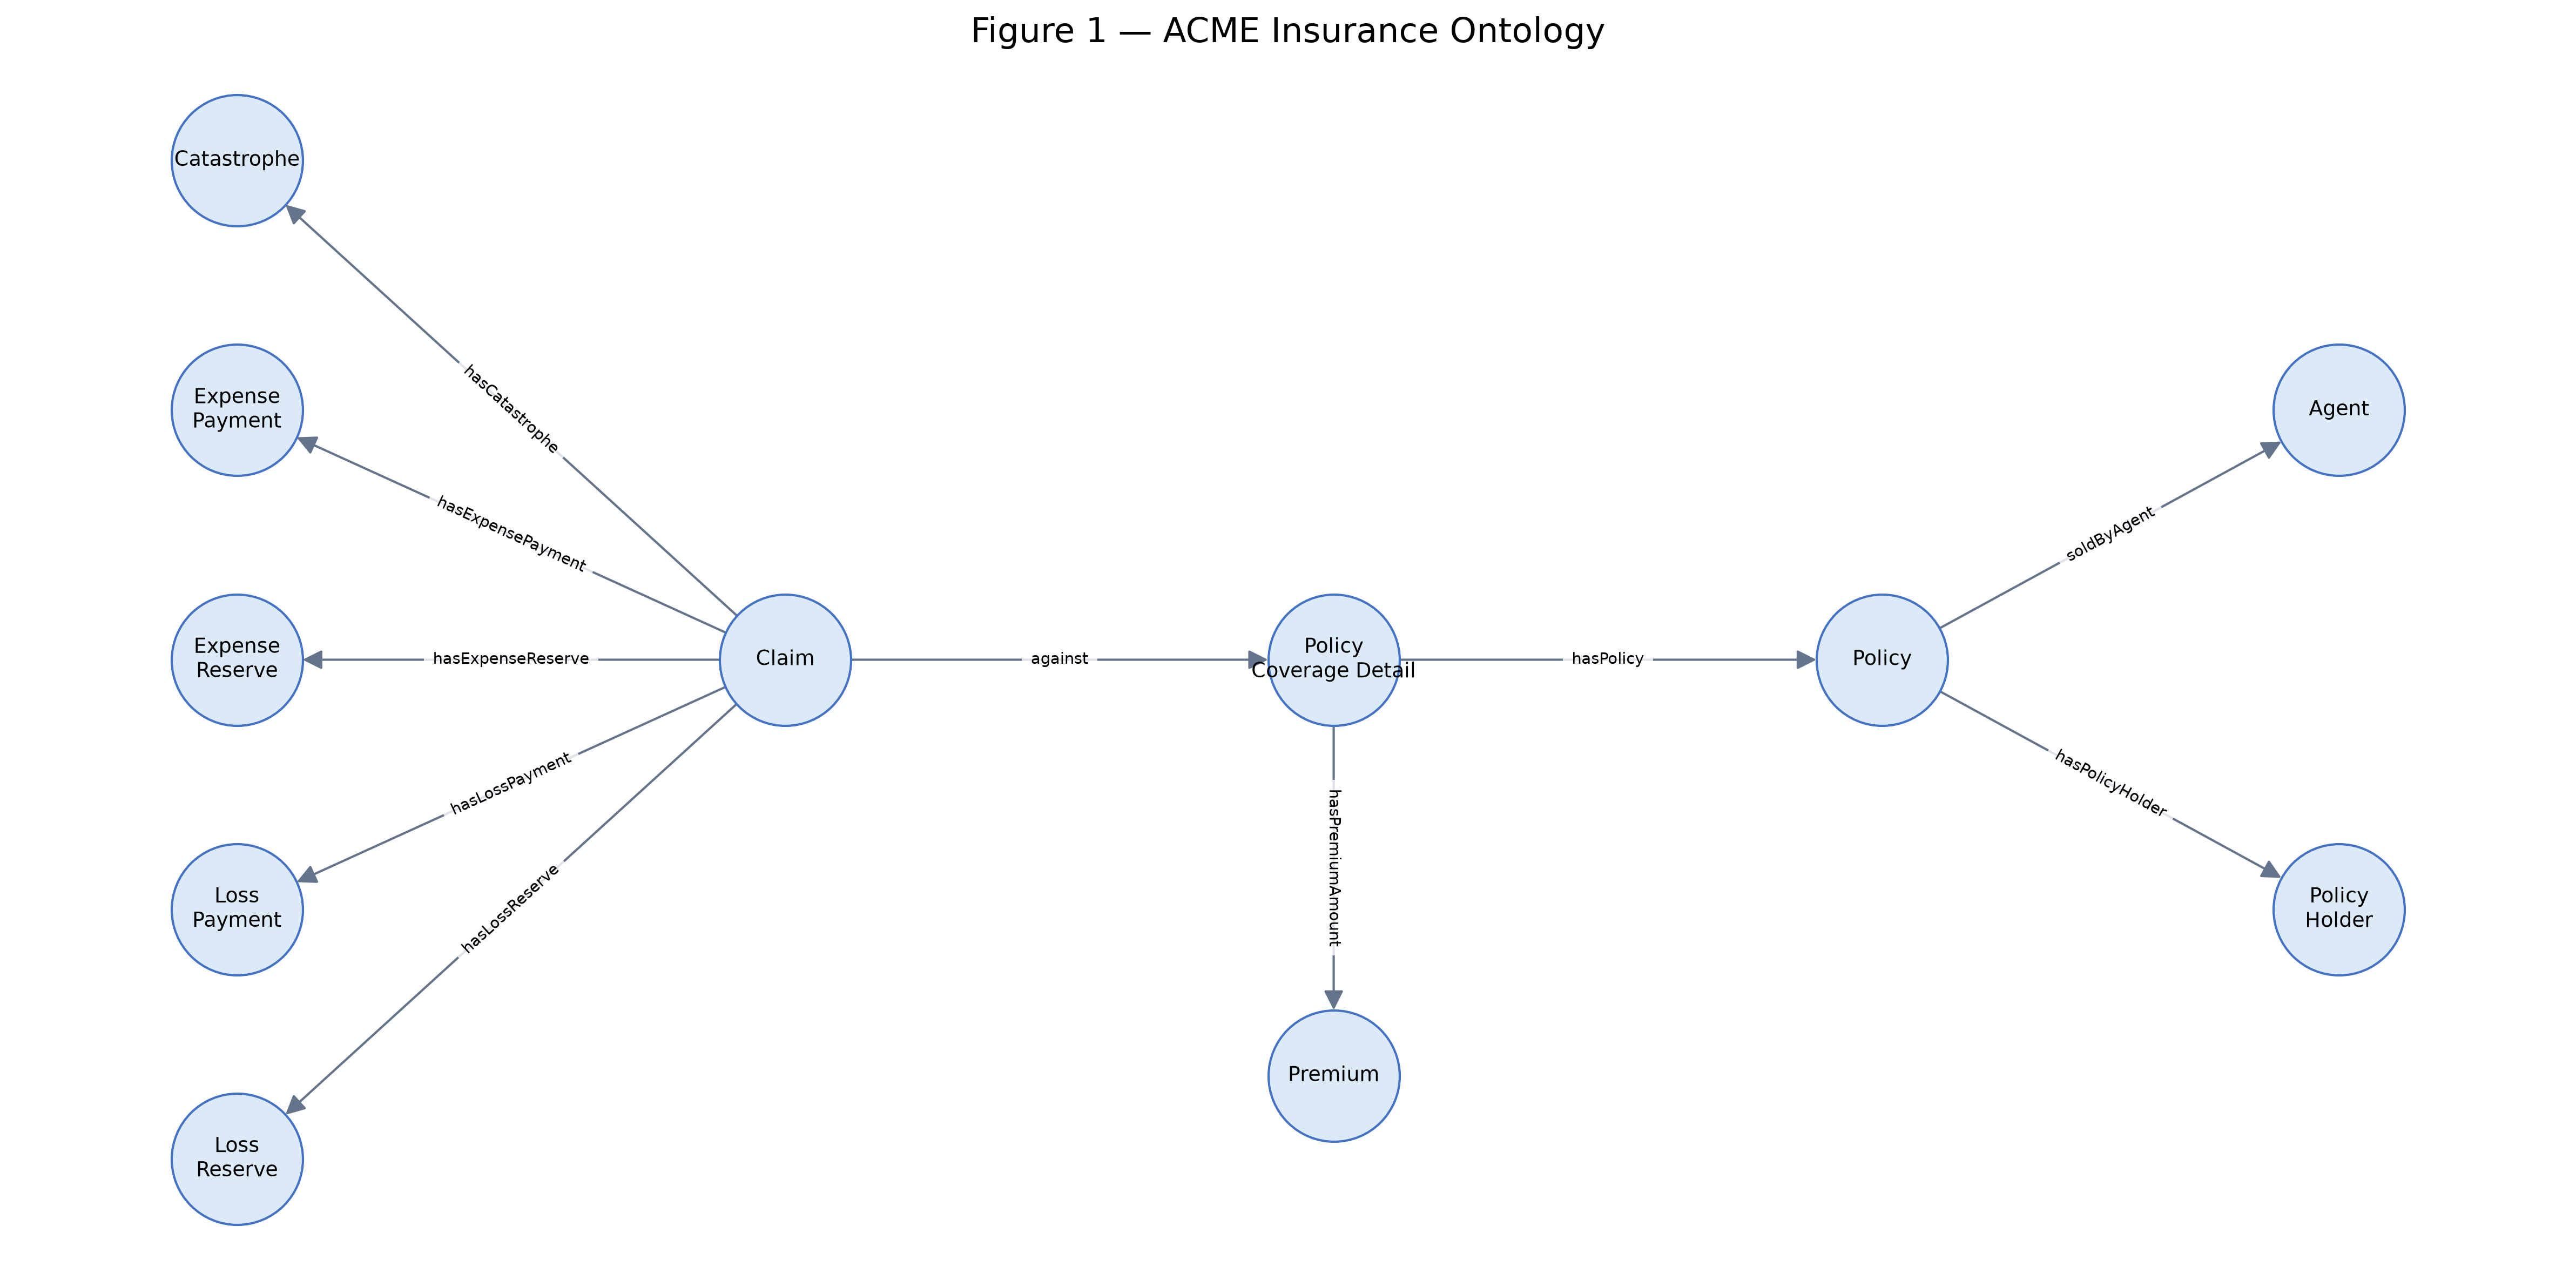 Figure 1 — ACME Insurance Ontology
Catastrophe
hasCatastrophe
Expense
Payment
hasExpensePayment
Expense
Reserve
hasExpenseReserve
Claim
against
Policy
Coverage Detail
hasPolicy
Policy
soldByAgent
Agent
hasPolicyHolder
Policy
Holder
hasLossPayment
Loss
Payment
hasLossReserve
Loss
Reserve
hasPremiumAmount
Premium